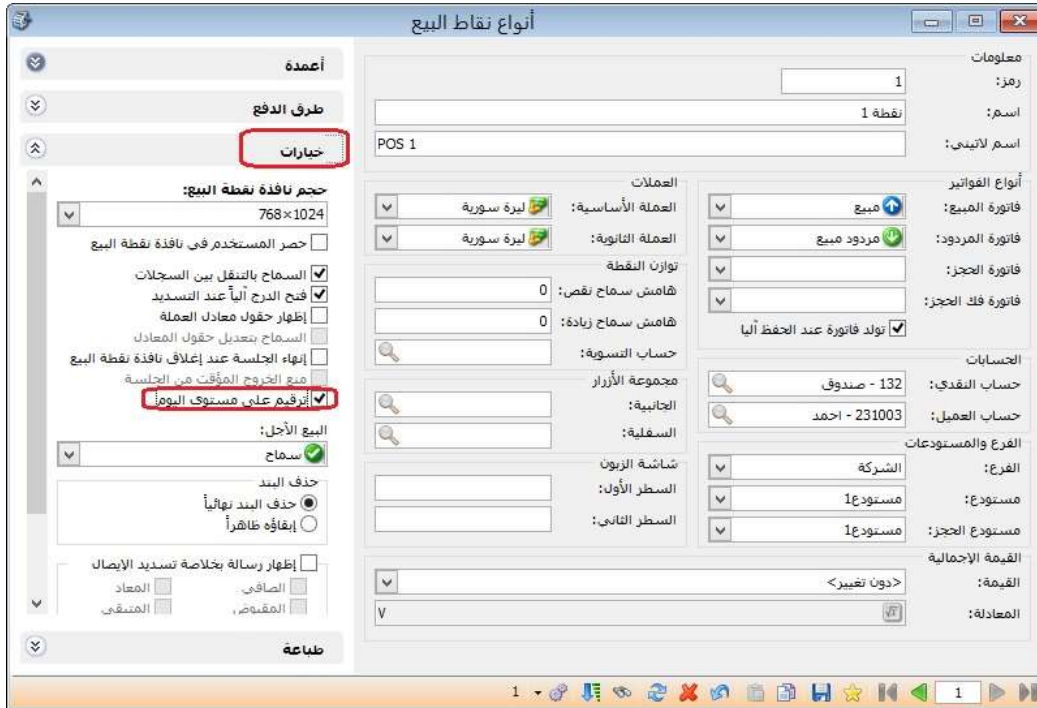 أنواع نقاط البيع
معلومات
رمز: 1
اسم: نقطة 1
اسم لاتيني: POS 1
أنواع الفواتير
فاتورة المبيع: مبيع
فاتورة المردود: مردود مبيع
فاتورة الحجز:
فاتورة فك الحجز:
تولد فاتورة عند الحفظ آليا
الحسابات
حساب النقدي: 132 - صندوق
حساب العميل: 231003 - احمد
الفرع والمستودعات
الفرع: الشركة
مستودع: مستودع1
مستودع الحجز: مستودع1
العملات
العملة الأساسية: ليرة سورية
العملة الثانوية: ليرة سورية
توازن النقطة
هامش سماح نقص: 0
هامش سماح زيادة: 0
حساب التسوية:
مجموعة الأزرار
الجانبية:
السفلية:
شاشة الزبون
السطر الأول:
السطر الثاني:
القيمة الإجمالية
القيمة: <دون تغيير>
المعادلة: V
أعمدة
طرق الدفع
خيارات
حجم نافذة نقطة البيع:
768×1024
حصر المستخدم في نافذة نقطة البيع
السماح بالتنقل بين السجلات
فتح الدرج آلياً عند التسديد
إظهار حقول معادل العملة
السماح بتعديل حقول المعادل
إنهاء الجلسة عند إغلاق نافذة نقطة البيع
منع الخروج المؤقت من الجلسة
ترقيم على مستوى اليوم
البيع الآجل:
سماح
حذف البند
حذف البند نهائياً
إبقاؤه ظاهراً
إظهار رسالة بخلاصة تسديد الإيصال
الصافي المعاد
المقبوض المتبقي
طباعة
1 1